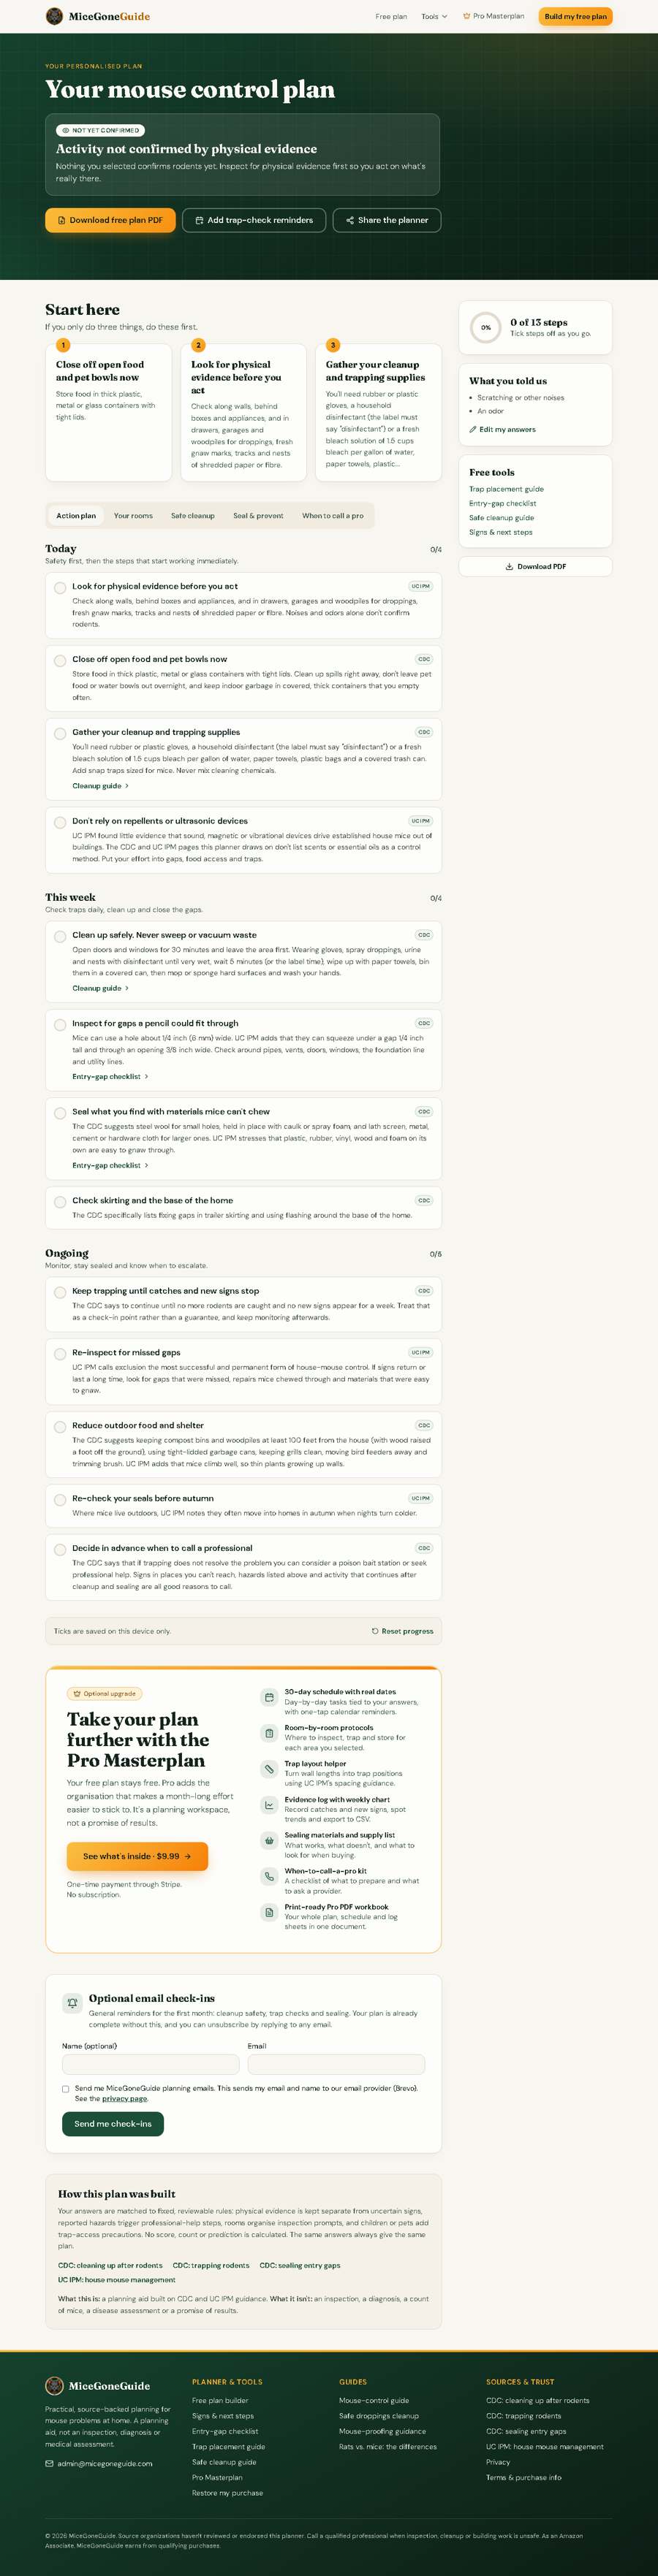 MiceGoneGuide
Free plan
Tools
Pro Masterplan
Build my free plan
YOUR PERSONALISED PLAN
Your mouse control plan
NOT YET CONFIRMED
Activity not confirmed by physical evidence
Nothing you selected confirms rodents yet. Inspect for physical evidence first so you act on what's
really there.
Download free plan PDF
Add trap-check reminders
Share the planner
Start here
If you only do three things, do these first.
1
Close off open food
and pet bowls now
Store food in thick plastic,
metal or glass containers with
tight lids.
2
Look for physical
evidence before you
act
Check along walls, behind
boxes and appliances, and in
drawers, garages and
woodpiles for droppings, fresh
gnaw marks, tracks and nests
of shredded paper or fibre.
3
Gather your cleanup
and trapping supplies
You'll need rubber or plastic
gloves, a household
disinfectant (the label must
say "disinfectant") or a fresh
bleach solution of 1.5 cups
bleach per gallon of water,
paper towels, plastic…
0%
0 of 13 steps
Tick steps off as you go.
What you told us
• Scratching or other noises
• An odor
Edit my answers
Free tools
Trap placement guide
Entry-gap checklist
Safe cleanup guide
Signs & next steps
Download PDF
Action plan
Your rooms
Safe cleanup
Seal & prevent
When to call a pro
Today
0/4
Safety first, then the steps that start working immediately.
Look for physical evidence before you act
UC IPM
Check along walls, behind boxes and appliances, and in drawers, garages and woodpiles for droppings,
fresh gnaw marks, tracks and nests of shredded paper or fibre. Noises and odors alone don't confirm
rodents.
Close off open food and pet bowls now
CDC
Store food in thick plastic, metal or glass containers with tight lids. Clean up spills right away, don't leave pet
food or water bowls out overnight, and keep indoor garbage in covered, thick containers that you empty
often.
Gather your cleanup and trapping supplies
CDC
You'll need rubber or plastic gloves, a household disinfectant (the label must say "disinfectant") or a fresh
bleach solution of 1.5 cups bleach per gallon of water, paper towels, plastic bags and a covered trash can.
Add snap traps sized for mice. Never mix cleaning chemicals.
Cleanup guide
Don't rely on repellents or ultrasonic devices
UC IPM
UC IPM found little evidence that sound, magnetic or vibrational devices drive established house mice out of
buildings. The CDC and UC IPM pages this planner draws on don't list scents or essential oils as a control
method. Put your effort into gaps, food access and traps.
This week
0/4
Check traps daily, clean up and close the gaps.
Clean up safely. Never sweep or vacuum waste
CDC
Open doors and windows for 30 minutes and leave the area first. Wearing gloves, spray droppings, urine
and nests with disinfectant until very wet, wait 5 minutes (or the label time), wipe up with paper towels, bin
them in a covered can, then mop or sponge hard surfaces and wash your hands.
Cleanup guide
Inspect for gaps a pencil could fit through
CDC
Mice can use a hole about 1/4 inch (6 mm) wide. UC IPM adds that they can squeeze under a gap 1/4 inch
tall and through an opening 3/8 inch wide. Check around pipes, vents, doors, windows, the foundation line
and utility lines.
Entry-gap checklist
Seal what you find with materials mice can't chew
CDC
The CDC suggests steel wool for small holes, held in place with caulk or spray foam, and lath screen, metal,
cement or hardware cloth for larger ones. UC IPM stresses that plastic, rubber, vinyl, wood and foam on its
own are easy to gnaw through.
Entry-gap checklist
Check skirting and the base of the home
CDC
The CDC specifically lists fixing gaps in trailer skirting and using flashing around the base of the home.
Ongoing
0/5
Monitor, stay sealed and know when to escalate.
Keep trapping until catches and new signs stop
CDC
The CDC says to continue until no more rodents are caught and no new signs appear for a week. Treat that
as a check-in point rather than a guarantee, and keep monitoring afterwards.
Re-inspect for missed gaps
UC IPM
UC IPM calls exclusion the most successful and permanent form of house-mouse control. If signs return or
last a long time, look for gaps that were missed, repairs mice chewed through and materials that were easy
to gnaw.
Reduce outdoor food and shelter
CDC
The CDC suggests keeping compost bins and woodpiles at least 100 feet from the house (with wood raised
a foot off the ground), using tight-lidded garbage cans, keeping grills clean, moving bird feeders away and
trimming brush. UC IPM adds that mice climb well, so thin plants growing up walls.
Re-check your seals before autumn
UC IPM
Where mice live outdoors, UC IPM notes they often move into homes in autumn when nights turn colder.
Decide in advance when to call a professional
CDC
The CDC says that if trapping does not resolve the problem you can consider a poison bait station or seek
professional help. Signs in places you can't reach, hazards listed above and activity that continues after
cleanup and sealing are all good reasons to call.
Ticks are saved on this device only.
Reset progress
Optional upgrade
Take your plan
further with the
Pro Masterplan
Your free plan stays free. Pro adds the
organisation that makes a month-long effort
easier to stick to. It's a planning workspace,
not a promise of results.
See what's inside · $9.99
One-time payment through Stripe.
No subscription.
30-day schedule with real dates
Day-by-day tasks tied to your answers,
with one-tap calendar reminders.
Room-by-room protocols
Where to inspect, trap and store for
each area you selected.
Trap layout helper
Turn wall lengths into trap positions
using UC IPM's spacing guidance.
Evidence log with weekly chart
Record catches and new signs, spot
trends and export to CSV.
Sealing materials and supply list
What works, what doesn't, and what to
look for when buying.
When-to-call-a-pro kit
A checklist of what to prepare and what
to ask a provider.
Print-ready Pro PDF workbook
Your whole plan, schedule and log
sheets in one document.
Optional email check-ins
General reminders for the first month: cleanup safety, trap checks and sealing. Your plan is already
complete without this, and you can unsubscribe by replying to any email.
Name (optional)
Email
Send me MiceGoneGuide planning emails. This sends my email and name to our email provider (Brevo).
See the privacy page.
Send me check-ins
How this plan was built
Your answers are matched to fixed, reviewable rules: physical evidence is kept separate from uncertain signs,
reported hazards trigger professional-help steps, rooms organise inspection prompts, and children or pets add
trap-access precautions. No score, count or prediction is calculated. The same answers always give the same
plan.
CDC: cleaning up after rodents
CDC: trapping rodents
CDC: sealing entry gaps
UC IPM: house mouse management
What this is: a planning aid built on CDC and UC IPM guidance. What it isn't: an inspection, a diagnosis, a count
of mice, a disease assessment or a promise of results.
MiceGoneGuide
Practical, source-backed planning for
mouse problems at home. A planning
aid, not an inspection, diagnosis or
medical assessment.
admin@micegoneguide.com
PLANNER & TOOLS
Free plan builder
Signs & next steps
Entry-gap checklist
Trap placement guide
Safe cleanup guide
Pro Masterplan
Restore my purchase
GUIDES
Mouse-control guide
Safe droppings cleanup
Mouse-proofing guidance
Rats vs. mice: the differences
SOURCES & TRUST
CDC: cleaning up after rodents
CDC: trapping rodents
CDC: sealing entry gaps
UC IPM: house mouse management
Privacy
Terms & purchase info
© 2026 MiceGoneGuide. Source organizations haven't reviewed or endorsed this planner. Call a qualified professional when inspection, cleanup or building work is unsafe. As an Amazon
Associate, MiceGoneGuide earns from qualifying purchases.